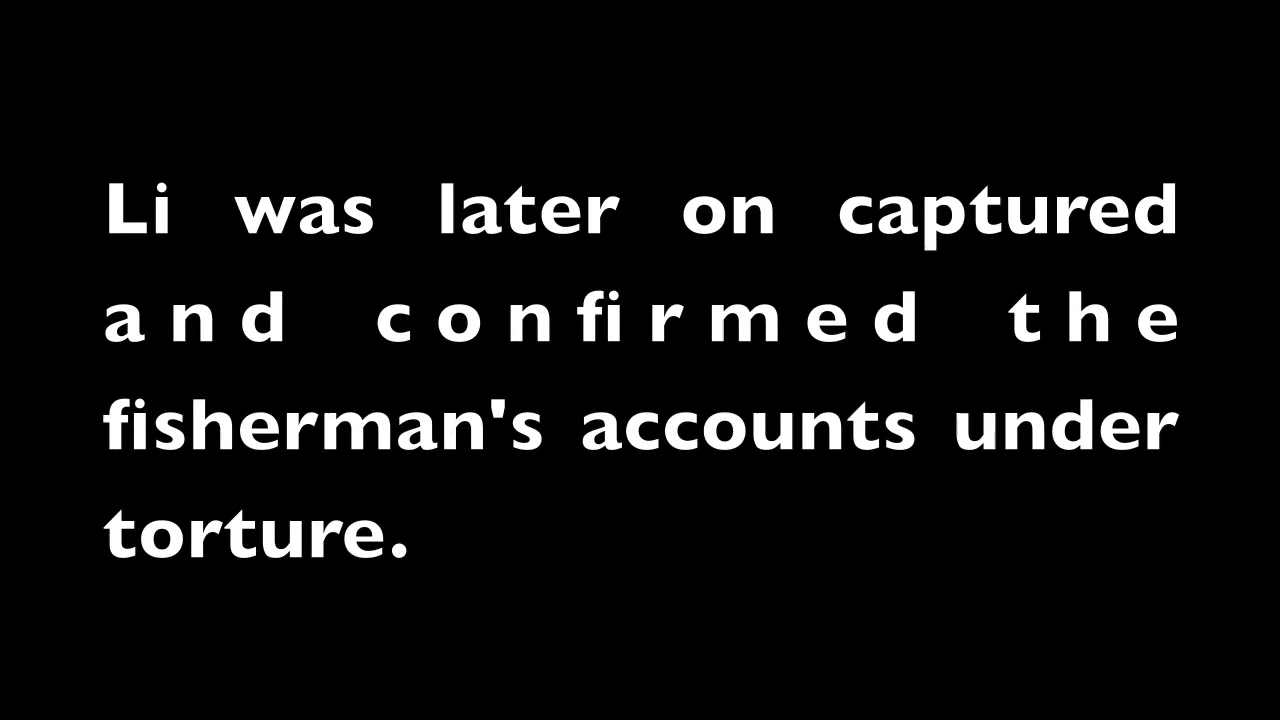 Li was later on captured
and confirmed the
fisherman's accounts under
torture.